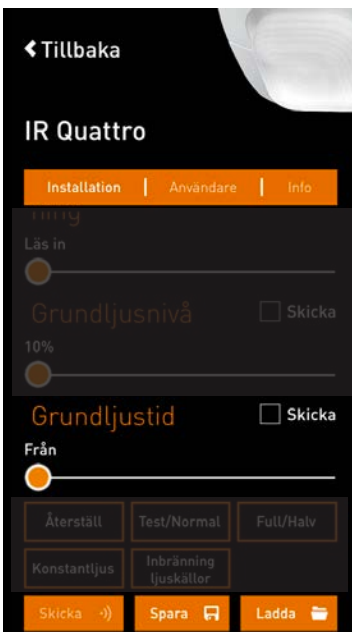 Tillbaka
IR Quattro
Installation | Användare | Info
ning
Läs in
Grundljusnivå Skicka
10%
Grundljustid Skicka
Från
Återställ Test/Normal Full/Halv
Konstantljus Inbränning
ljuskällor
Skicka Spara Ladda